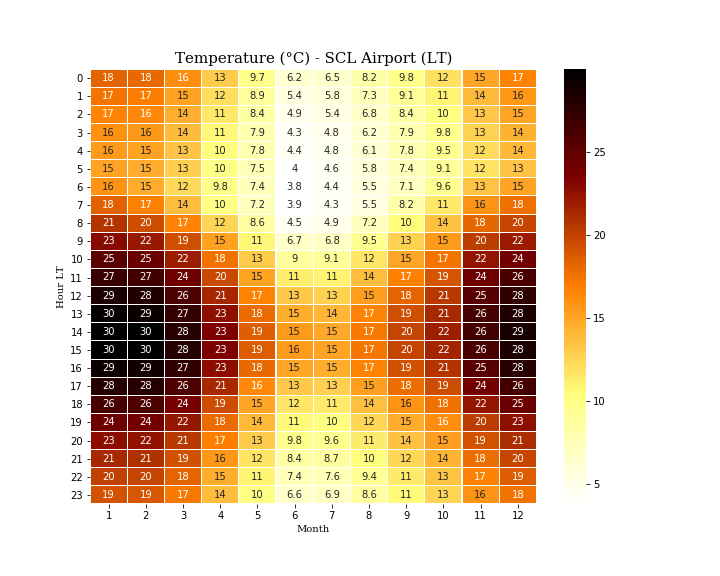 Temperature (°C) - SCL Airport (LT)
0 18 18 16 13 9.7 6.2 6.5 8.2 9.8 12 15 17
1 17 17 15 12 8.9 5.4 5.8 7.3 9.1 11 14 16
2 17 16 14 11 8.4 4.9 5.4 6.8 8.4 10 13 15
3 16 16 14 11 7.9 4.3 4.8 6.2 7.9 9.8 13 14
4 16 15 13 10 7.8 4.4 4.8 6.1 7.8 9.5 12 14
5 15 15 13 10 7.5 4 4.6 5.8 7.4 9.1 12 13
6 16 15 12 9.8 7.4 3.8 4.4 5.5 7.1 9.6 13 15
7 18 17 14 10 7.2 3.9 4.3 5.5 8.2 11 16 18
8 21 20 17 12 8.6 4.5 4.9 7.2 10 14 18 20
9 23 22 19 15 11 6.7 6.8 9.5 13 15 20 22
10 25 25 22 18 13 9 9.1 12 15 17 22 24
11 27 27 24 20 15 11 11 14 17 19 24 26
12 29 28 26 21 17 13 13 15 18 21 25 28
13 30 29 27 23 18 15 14 17 19 21 26 28
14 30 30 28 23 19 15 15 17 20 22 26 29
15 30 30 28 23 19 16 15 17 20 22 26 28
16 29 29 27 23 18 15 15 17 19 21 25 28
17 28 28 26 21 16 13 13 15 18 19 24 26
18 26 26 24 19 15 12 11 14 16 18 22 25
19 24 24 22 18 14 11 10 12 15 16 20 23
20 23 22 21 17 13 9.8 9.6 11 14 15 19 21
21 21 21 19 16 12 8.4 8.7 10 12 14 18 20
22 20 20 18 15 11 7.4 7.6 9.4 11 13 17 19
23 19 19 17 14 10 6.6 6.9 8.6 11 13 16 18
1 2 3 4 5 6 7 8 9 10 11 12
Month
Hour LT
25
20
15
10
5